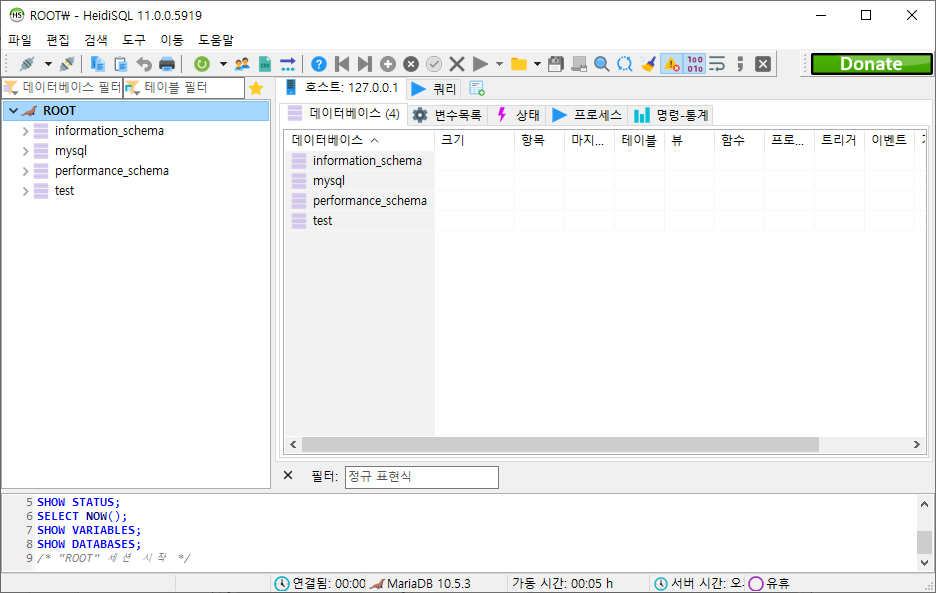 ROOT₩ - HeidiSQL 11.0.0.5919
파일 편집 검색 도구 이동 도움말
Donate
데이터베이스 필터 테이블 필터
호스트: 127.0.0.1 쿼리
ROOT
information_schema
mysql
performance_schema
test
데이터베이스 (4) 변수목록 상태 프로세스 명령-통계
데이터베이스 크기 항목 마지... 테이블 뷰 함수 프로... 트리거 이벤트
information_schema
mysql
performance_schema
test
필터: 정규 표현식
5 SHOW STATUS;
6 SELECT NOW();
7 SHOW VARIABLES;
8 SHOW DATABASES;
9 /* "ROOT" 세션 시작 */
연결됨: 00:00 MariaDB 10.5.3 가동 시간: 00:05 h 서버 시간: 오 유휴